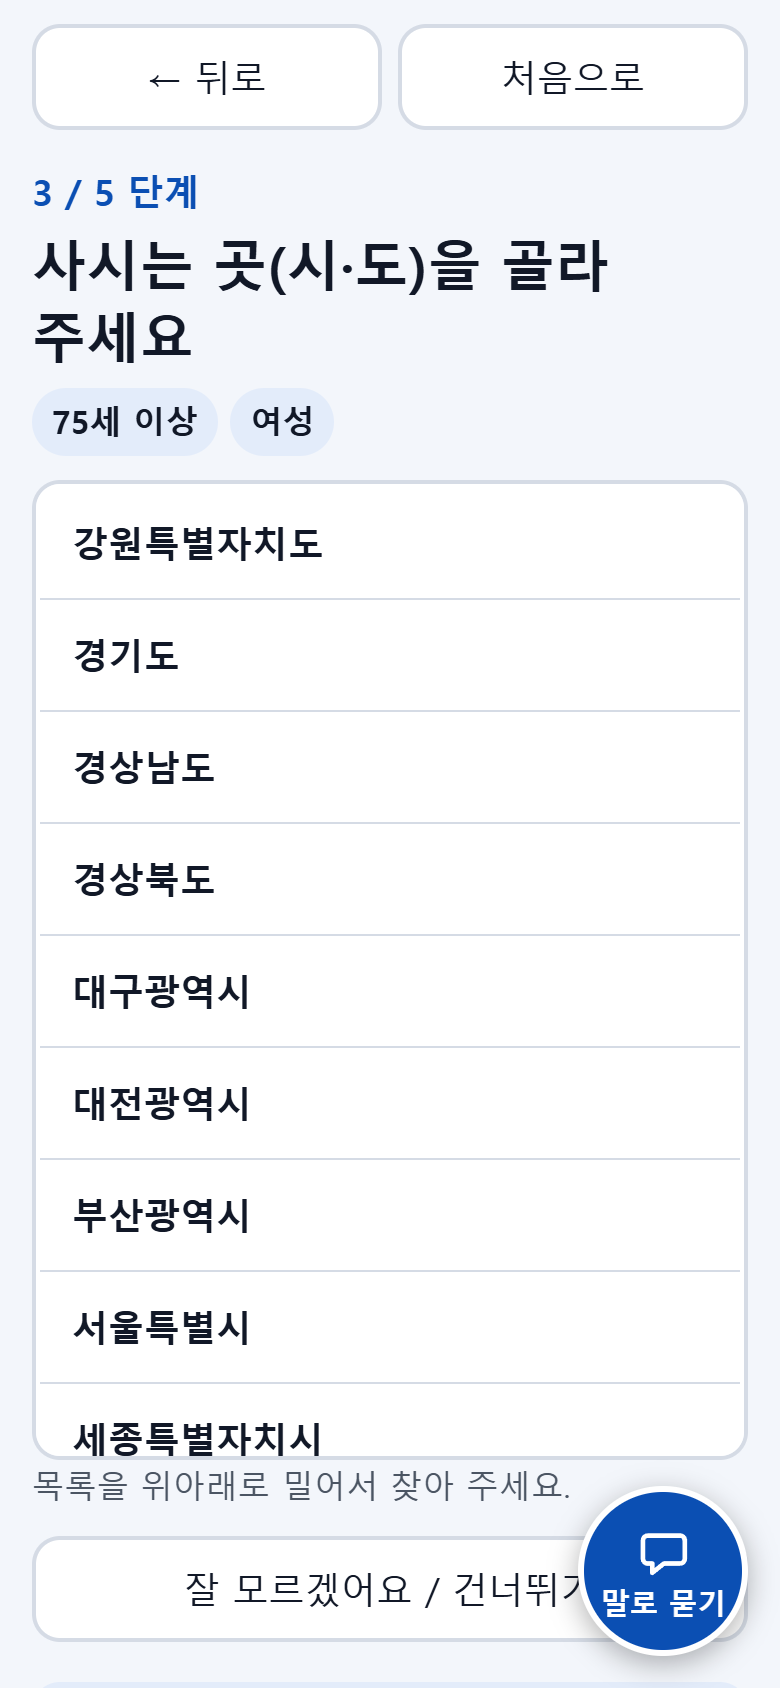 ← 뒤로
처음으로
3 / 5 단계
사시는 곳(시·도)을 골라
주세요
75세 이상
여성
강원특별자치도
경기도
경상남도
경상북도
대구광역시
대전광역시
부산광역시
서울특별시
세종특별자치시
목록을 위아래로 밀어서 찾아 주세요.
잘 모르겠어요 / 건너뛰
말로 묻기